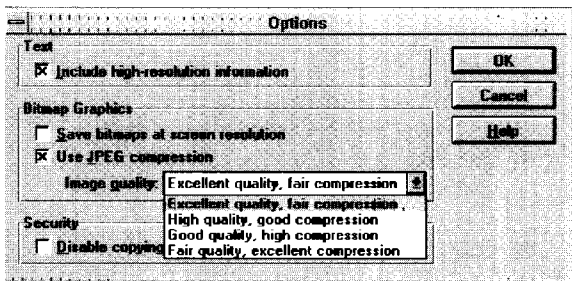 Options
Text
Include high-resolution information
OK
Cancel
Help
Bitmap Graphics
Save bitmaps at screen resolution
Use JPEG compression
Image quality: Excellent quality, fair compression
Excellent quality, fair compression
High quality, good compression
Good quality, high compression
Fair quality, excellent compression
Security
Disable copying